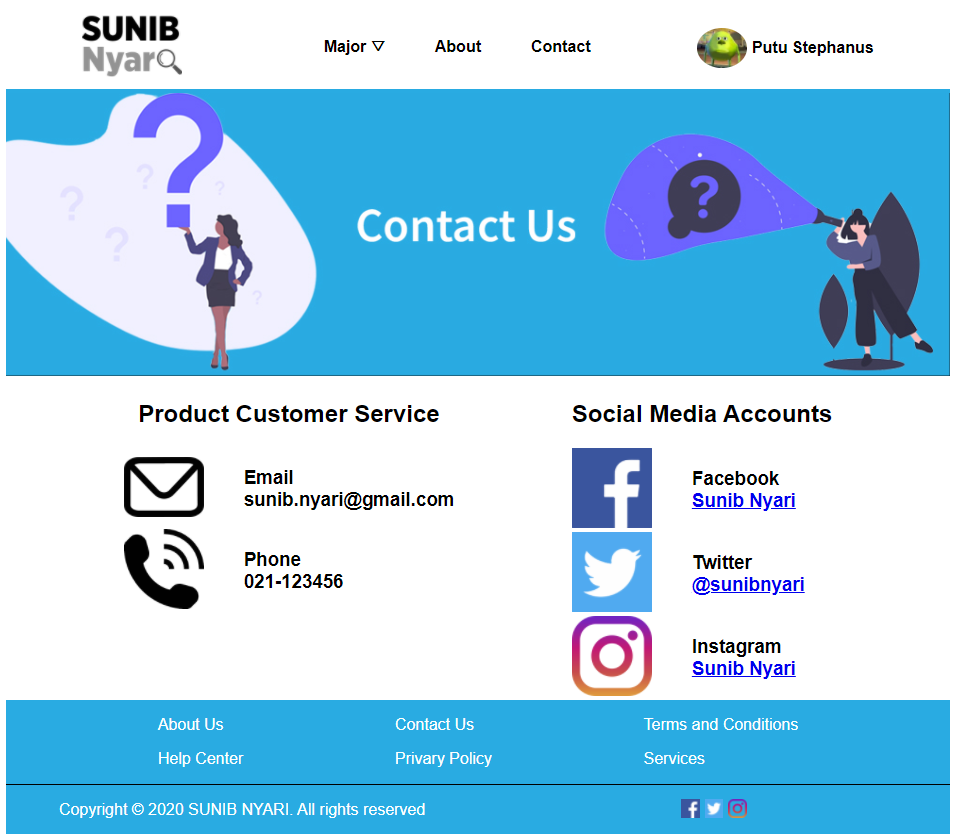 SUNIB
Nyar
Major ▽ About Contact
Putu Stephanus
Contact Us
Product Customer Service
Email
sunib.nyari@gmail.com
Phone
021-123456
Social Media Accounts
Facebook
Sunib Nyari
Twitter
@sunibnyari
Instagram
Sunib Nyari
About Us Contact Us Terms and Conditions
Help Center Privary Policy Services
Copyright © 2020 SUNIB NYARI. All rights reserved